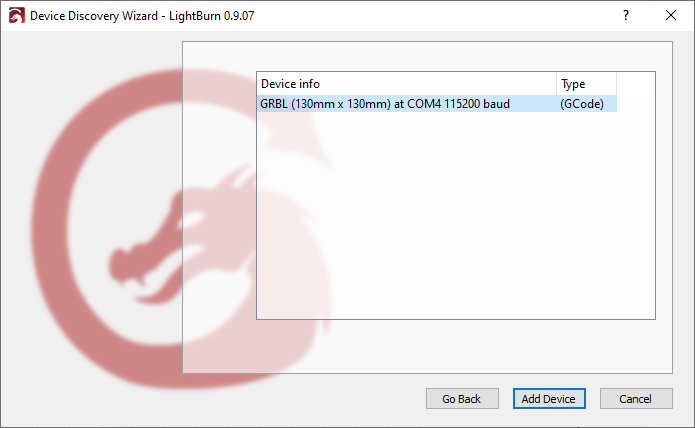 Device Discovery Wizard - LightBurn 0.9.07
Device info Type
GRBL (130mm x 130mm) at COM4 115200 baud (GCode)
Go Back Add Device Cancel